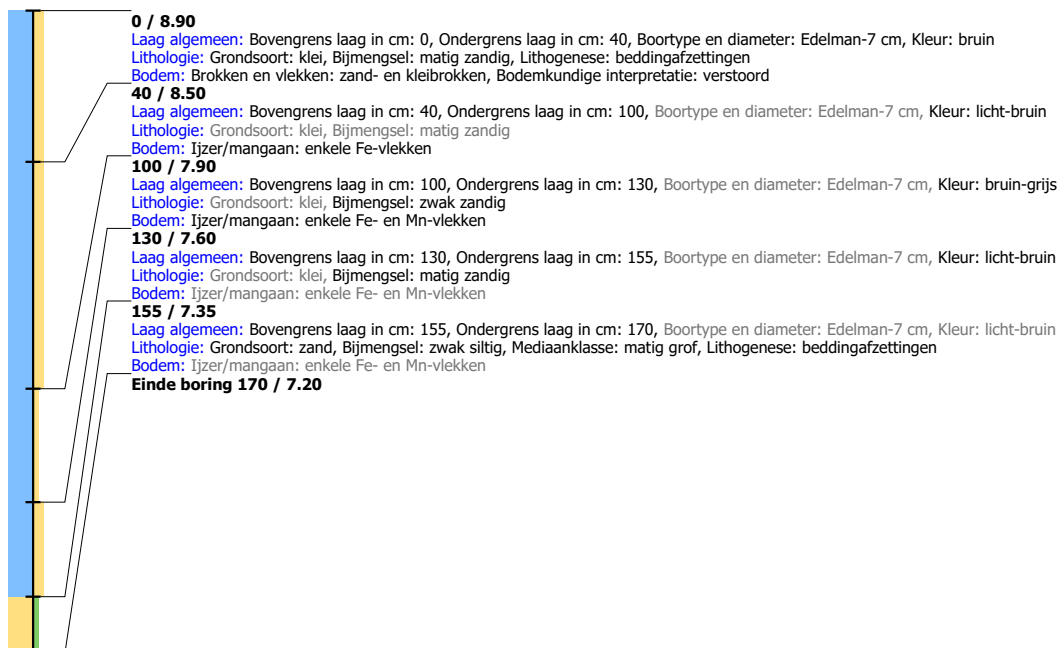 0 / 8.90
Laag algemeen: Bovengrens laag in cm: 0, Ondergrens laag in cm: 40, Boortype en diameter: Edelman-7 cm, Kleur: bruin
Lithologie: Grondsoort: klei, Bijmengsel: matig zandig, Lithogenese: beddingafzettingen
Bodem: Brokken en vlekken: zand- en kleibrokken, Bodemkundige interpretatie: verstoord
40 / 8.50
Laag algemeen: Bovengrens laag in cm: 40, Ondergrens laag in cm: 100, Boortype en diameter: Edelman-7 cm, Kleur: licht-bruin
Lithologie: Grondsoort: klei, Bijmengsel: matig zandig
Bodem: Ijzer/mangaan: enkele Fe-vlekken
100 / 7.90
Laag algemeen: Bovengrens laag in cm: 100, Ondergrens laag in cm: 130, Boortype en diameter: Edelman-7 cm, Kleur: bruin-grijs
Lithologie: Grondsoort: klei, Bijmengsel: zwak zandig
Bodem: Ijzer/mangaan: enkele Fe- en Mn-vlekken
130 / 7.60
Laag algemeen: Bovengrens laag in cm: 130, Ondergrens laag in cm: 155, Boortype en diameter: Edelman-7 cm, Kleur: licht-bruin
Lithologie: Grondsoort: klei, Bijmengsel: matig zandig
Bodem: Ijzer/mangaan: enkele Fe- en Mn-vlekken
155 / 7.35
Laag algemeen: Bovengrens laag in cm: 155, Ondergrens laag in cm: 170, Boortype en diameter: Edelman-7 cm, Kleur: licht-bruin
Lithologie: Grondsoort: zand, Bijmengsel: zwak siltig, Mediaanklasse: matig grof, Lithogenese: beddingafzettingen
Bodem: Ijzer/mangaan: enkele Fe- en Mn-vlekken
Einde boring 170 / 7.20